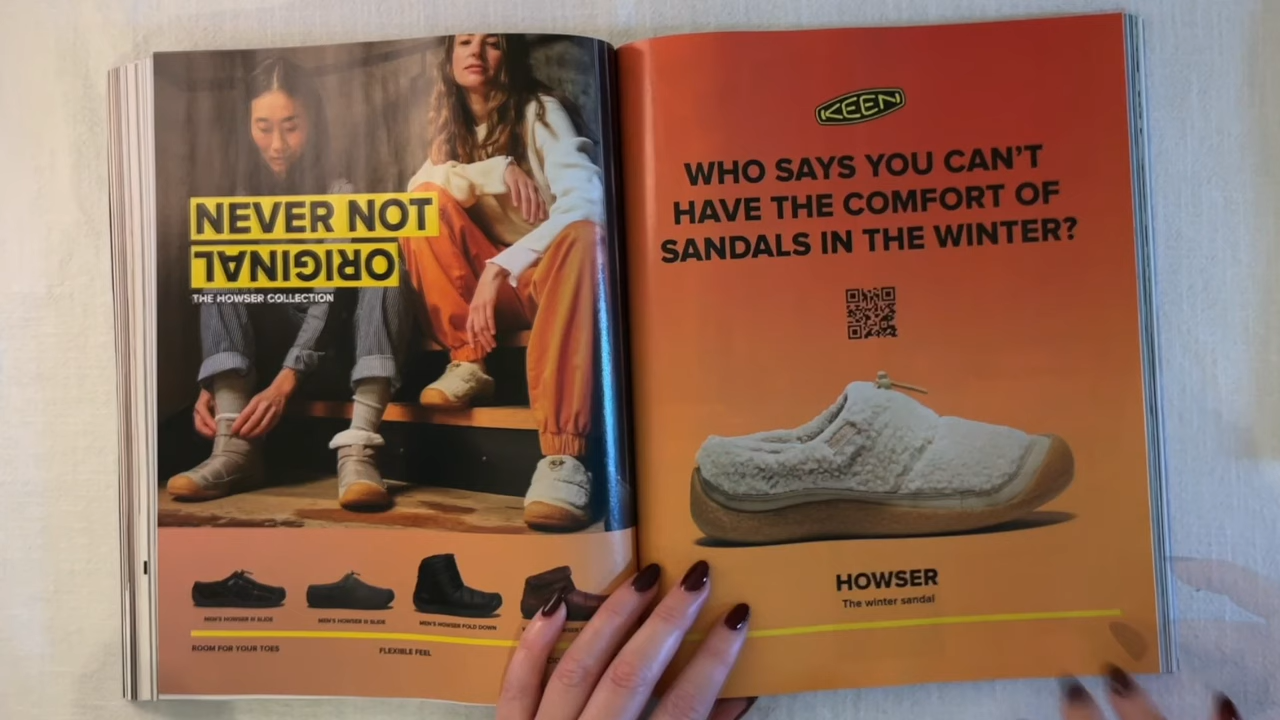 NEVER NOT
ORIGINAL
THE HOWSER COLLECTION
MEN'S HOWSER III SLIDE
MEN'S HOWSER III SLIDE
MEN'S HOWSER FOLD DOWN
ROOM FOR YOUR TOES
FLEXIBLE FEEL
KEEN
WHO SAYS YOU CAN'T
HAVE THE COMFORT OF
SANDALS IN THE WINTER?
HOWSER
The winter sandal